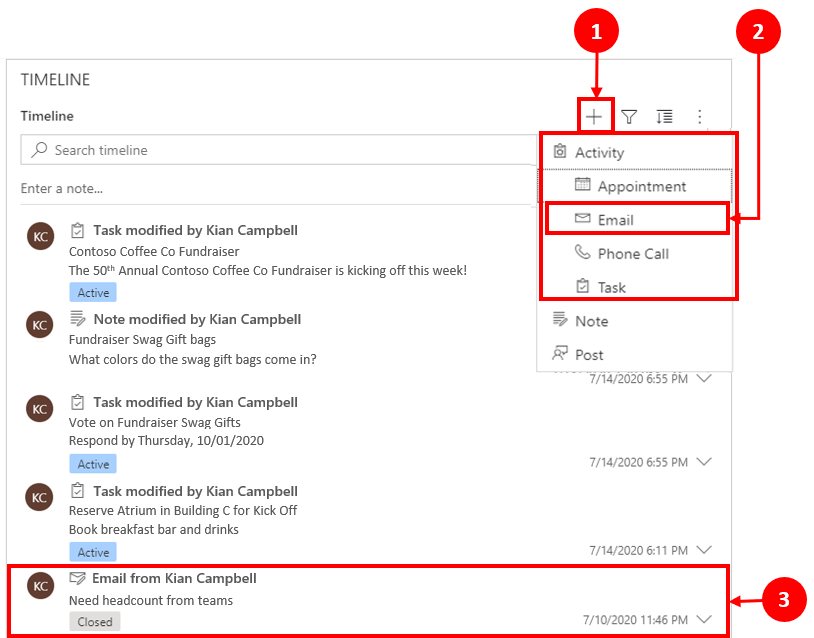 1
2
TIMELINE
Timeline
Search timeline
Enter a note...
Activity
Appointment
Email
Phone Call
Task
Note
Post
KC
Task modified by Kian Campbell
Contoso Coffee Co Fundraiser
The 50th Annual Contoso Coffee Co Fundraiser is kicking off this week!
Active
KC
Note modified by Kian Campbell
Fundraiser Swag Gift bags
What colors do the swag gift bags come in?
7/14/2020 6:55 PM
KC
Task modified by Kian Campbell
Vote on Fundraiser Swag Gifts
Respond by Thursday, 10/01/2020
Active
7/14/2020 6:55 PM
KC
Task modified by Kian Campbell
Reserve Atrium in Building C for Kick Off
Book breakfast bar and drinks
Active
7/14/2020 6:11 PM
KC
Email from Kian Campbell
Need headcount from teams
Closed
7/10/2020 11:46 PM
3